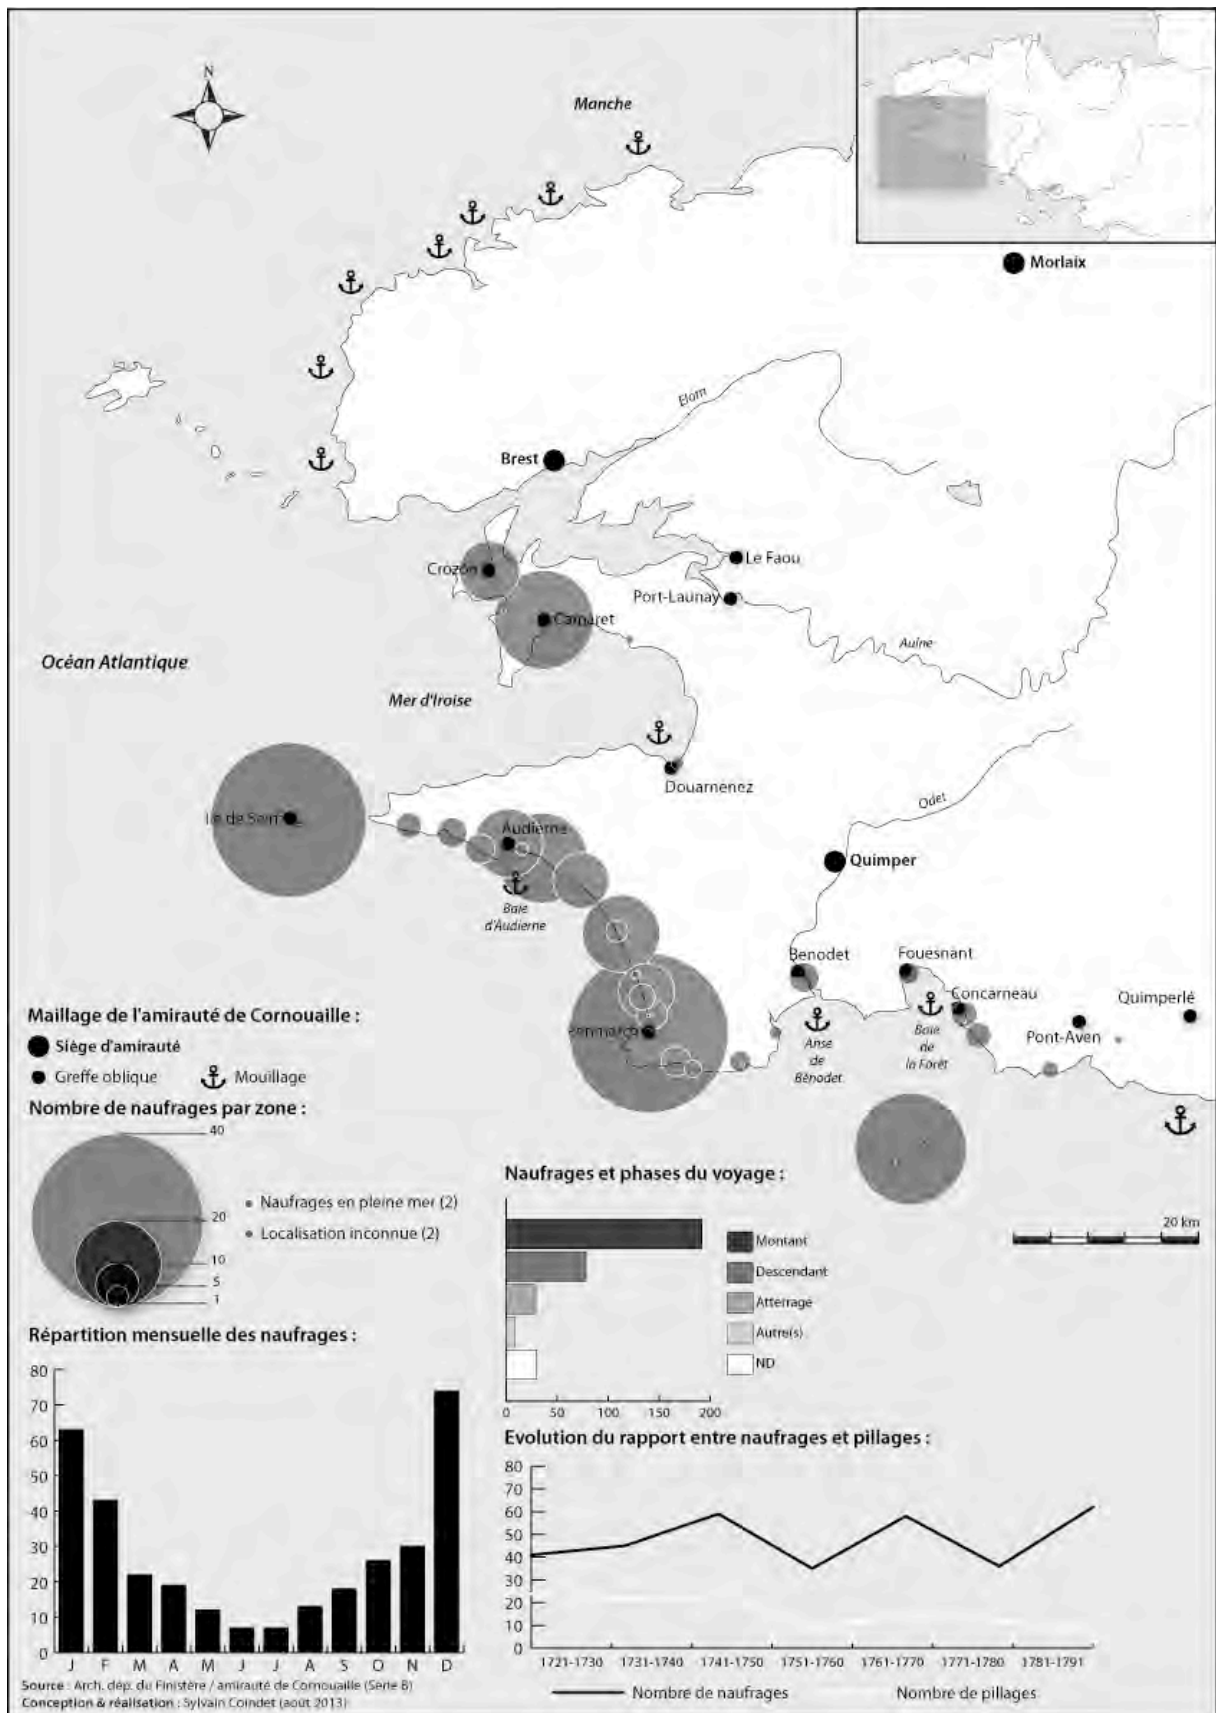 N
Manche
Morlaix
Elorn
Brest
Le Faou
Crozon
Port-Launay
Camaret
Aulne
Océan Atlantique
Mer d'Iroise
Douarnenez
Odet
Ile de Sein
Audierne
Quimper
Baie
d'Audierne
Benodet
Fouesnant
Concarneau
Quimperlé
Penmarc'h
Pont-Aven
Anse
de
Bénodet
Baie
de
la Forêt
Maillage de l'amirauté de Cornouaille :
Siège d'amirauté
Greffe oblique
Mouillage
Nombre de naufrages par zone :
40
20
10
5
1
Naufrages en pleine mer (2)
Localisation inconnue (2)
20 km
Naufrages et phases du voyage :
Montant
Descendant
Atterrage
Autre(s)
ND
0 50 100 150 200
Répartition mensuelle des naufrages :
80
70
60
50
40
30
20
10
0
J F M A M J J A S O N D
Evolution du rapport entre naufrages et pillages :
80
70
60
50
40
30
20
10
0
1721-1730 1731-1740 1741-1750 1751-1760 1761-1770 1771-1780 1781-1791
Nombre de naufrages Nombre de pillages
Source : Arch. dép. du Finistère / amirauté de Cornouaille (Série B)
Conception & réalisation : Sylvain Coindet (août 2013)